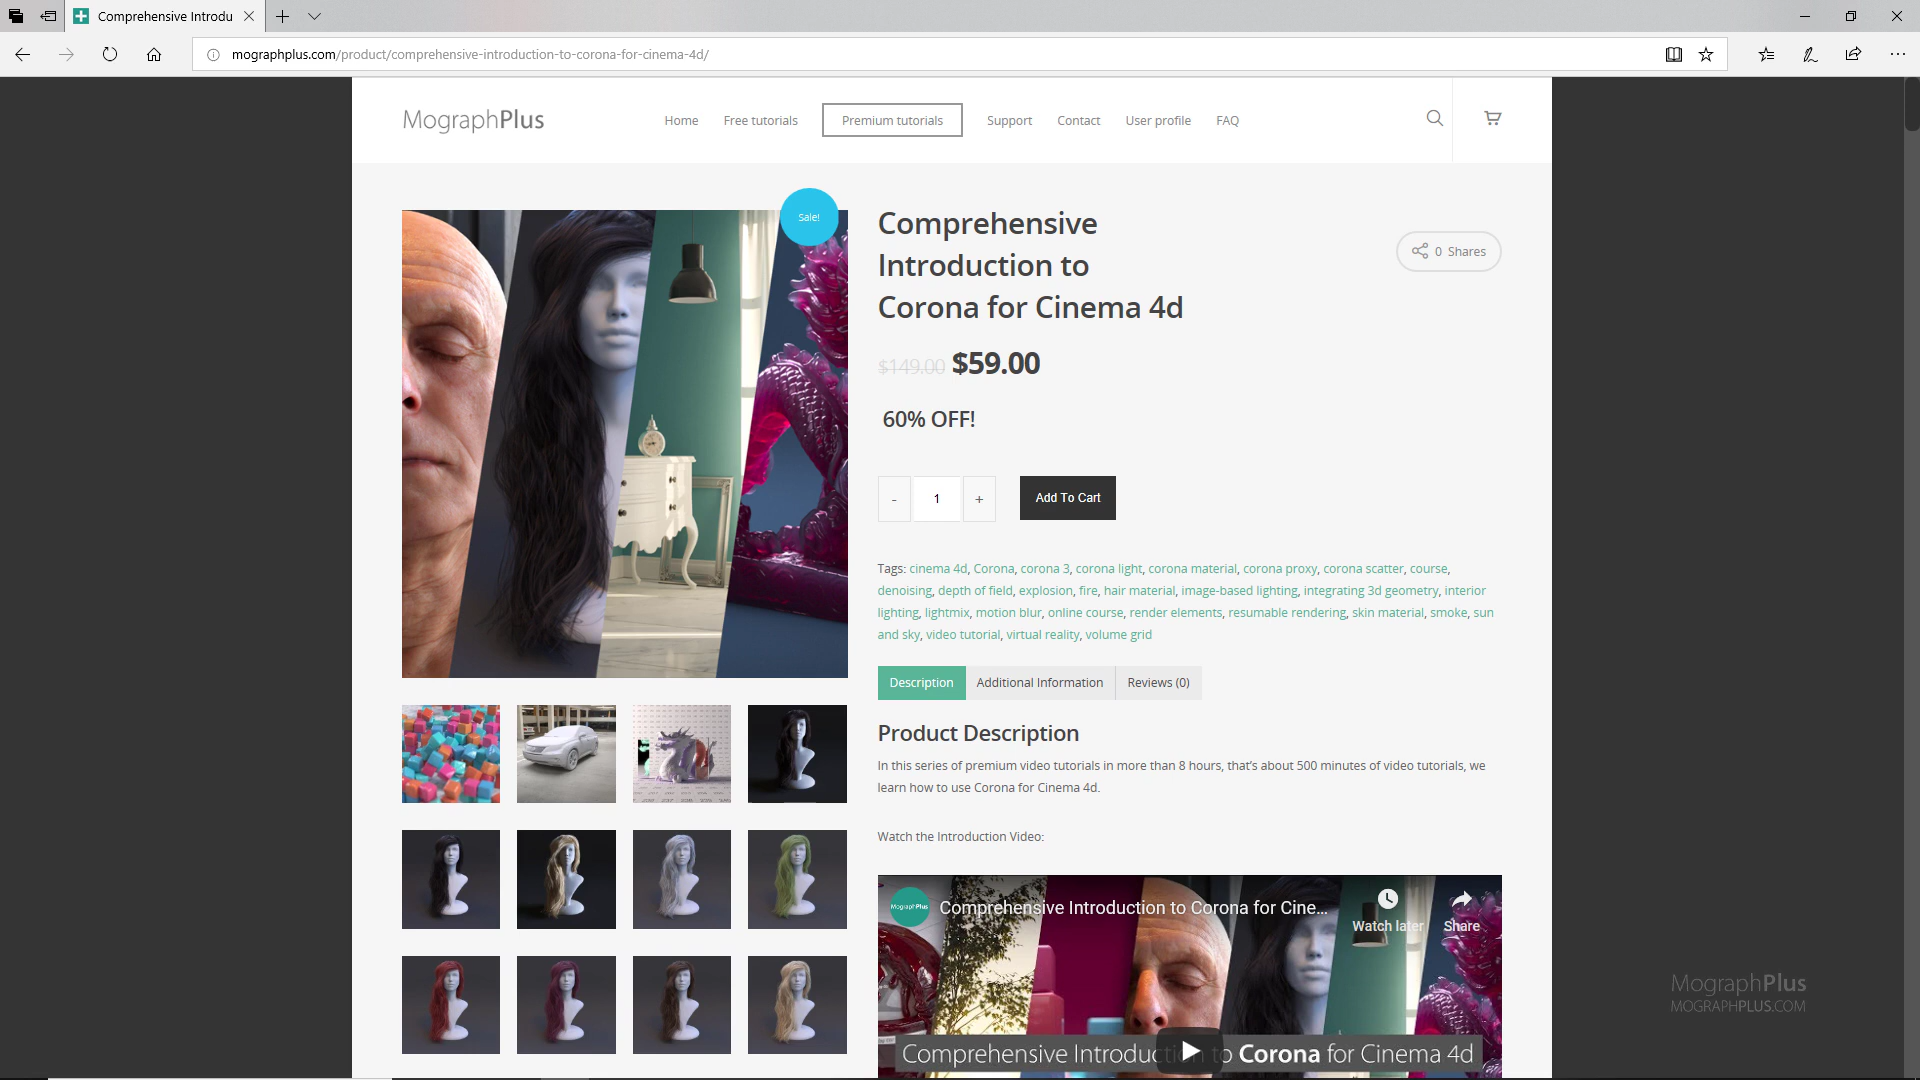 Comprehensive Introdu
mographplus.com/product/comprehensive-introduction-to-corona-for-cinema-4d/
MographPlus
Home
Free tutorials
Premium tutorials
Support
Contact
User profile
FAQ
Sale!
Comprehensive
Introduction to
Corona for Cinema 4d
0 Shares
$149.00 $59.00
60% OFF!
- 1 +
Add To Cart
Tags: cinema 4d, Corona, corona 3, corona light, corona material, corona proxy, corona scatter, course,
denoising, depth of field, explosion, fire, hair material, image-based lighting, integrating 3d geometry, interior
lighting, lightmix, motion blur, online course, render elements, resumable rendering, skin material, smoke, sun
and sky, video tutorial, virtual reality, volume grid
Description
Additional Information
Reviews (0)
Product Description
In this series of premium video tutorials in more than 8 hours, that's about 500 minutes of video tutorials, we
learn how to use Corona for Cinema 4d.
Watch the Introduction Video:
MographPlus
Comprehensive Introduction to Corona for Cine...
Watch later
Share
Comprehensive Introduct to Corona for Cinema 4d
MographPlus
MOGRAPHPLUS.COM